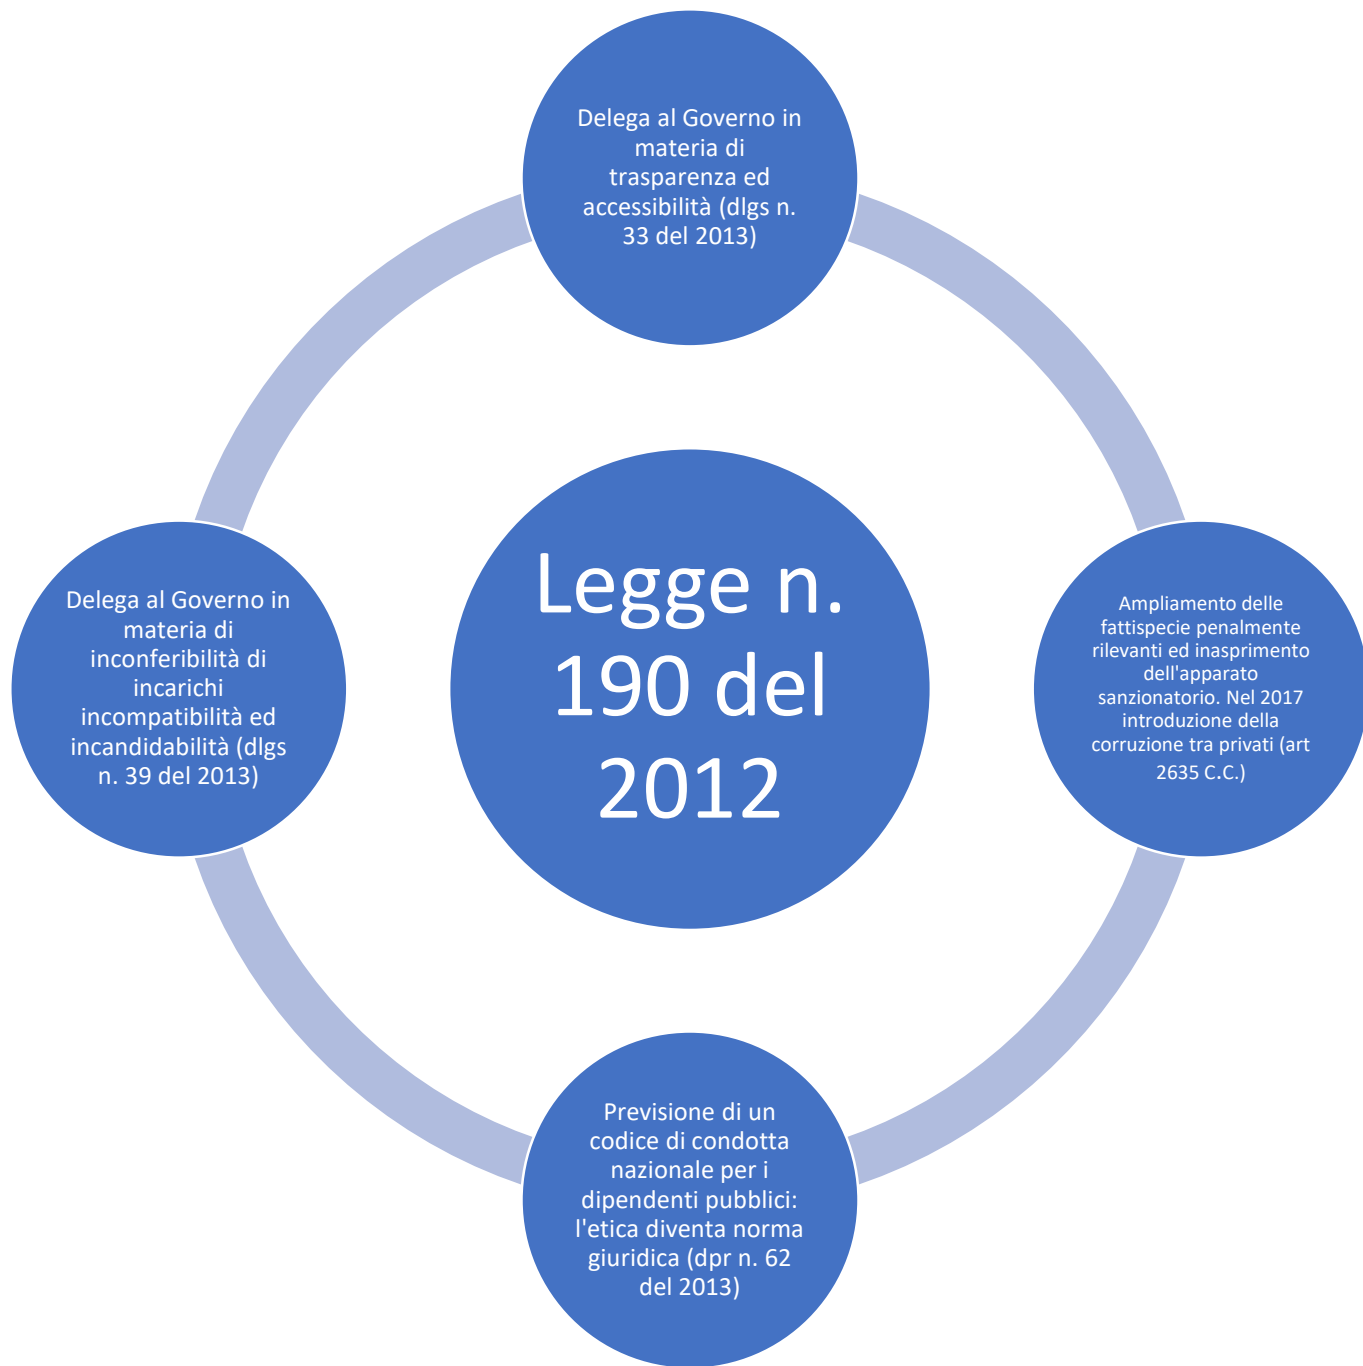 Delega al Governo in
materia di
trasparenza ed
accessibilità (dlgs n.
33 del 2013)
Legge n.
190 del
2012
Ampliamento delle
fattispecie penalmente
rilevanti ed inasprimento
dell'apparato
sanzionatorio. Nel 2017
introduzione della
corruzione tra privati (art
2635 C.C.)
Previsione di un
codice di condotta
nazionale per i
dipendenti pubblici:
l'etica diventa norma
giuridica (dpr n. 62
del 2013)
Delega al Governo in
materia di
inconferibilità di
incarichi
incompatibilità ed
incandidabilità (dlgs
n. 39 del 2013)